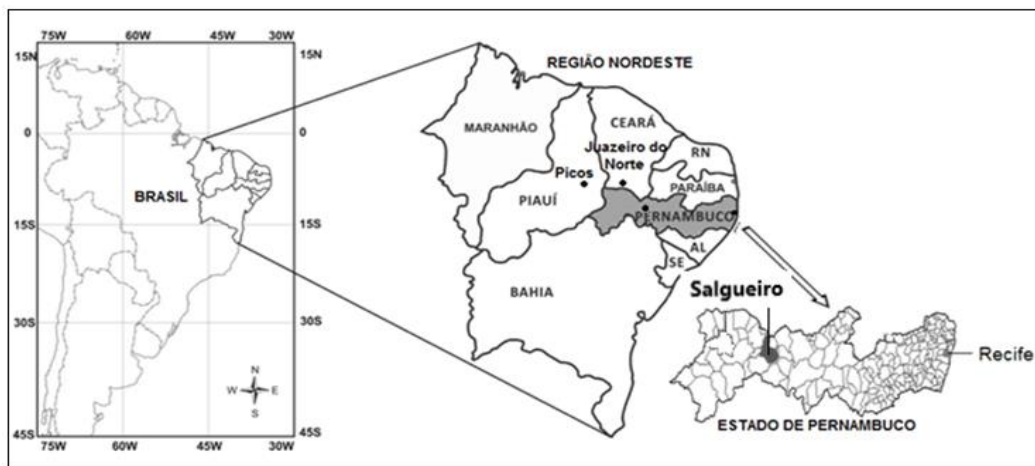 75W 60W 45W 30W
15N 15N
0 0
BRASIL
15S 15S
30S 30S
N
W E
S
45S 45S
75W 60W 45W 30W
REGIÃO NORDESTE
MARANHÃO
CEARÁ
Juazeiro do
Norte
RN
Picos
PARAÍBA
PIAUÍ
PERNAMBUCO
AL
SE
BAHIA
Salgueiro
Recife
ESTADO DE PERNAMBUCO